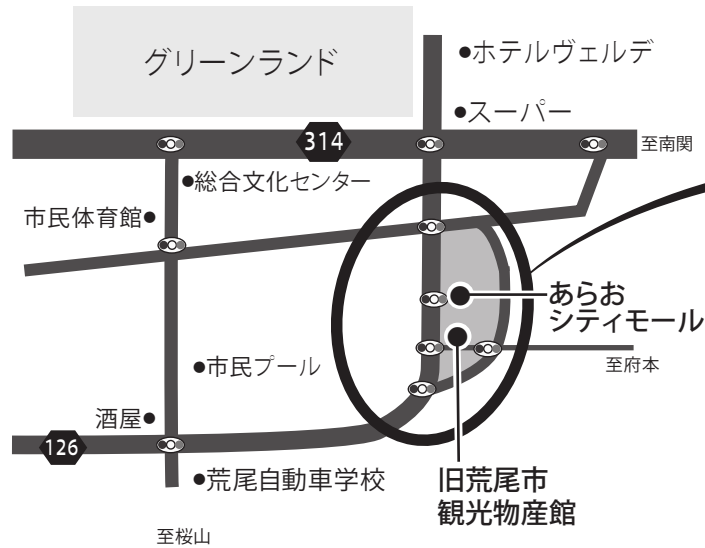 グリーンランド
●ホテルヴェルデ
●スーパー
314
至南関
●総合文化センター
市民体育館●
あらお
シティモール
●市民プール
至府本
酒屋●
126
●荒尾自動車学校
旧荒尾市
観光物産館
至桜山